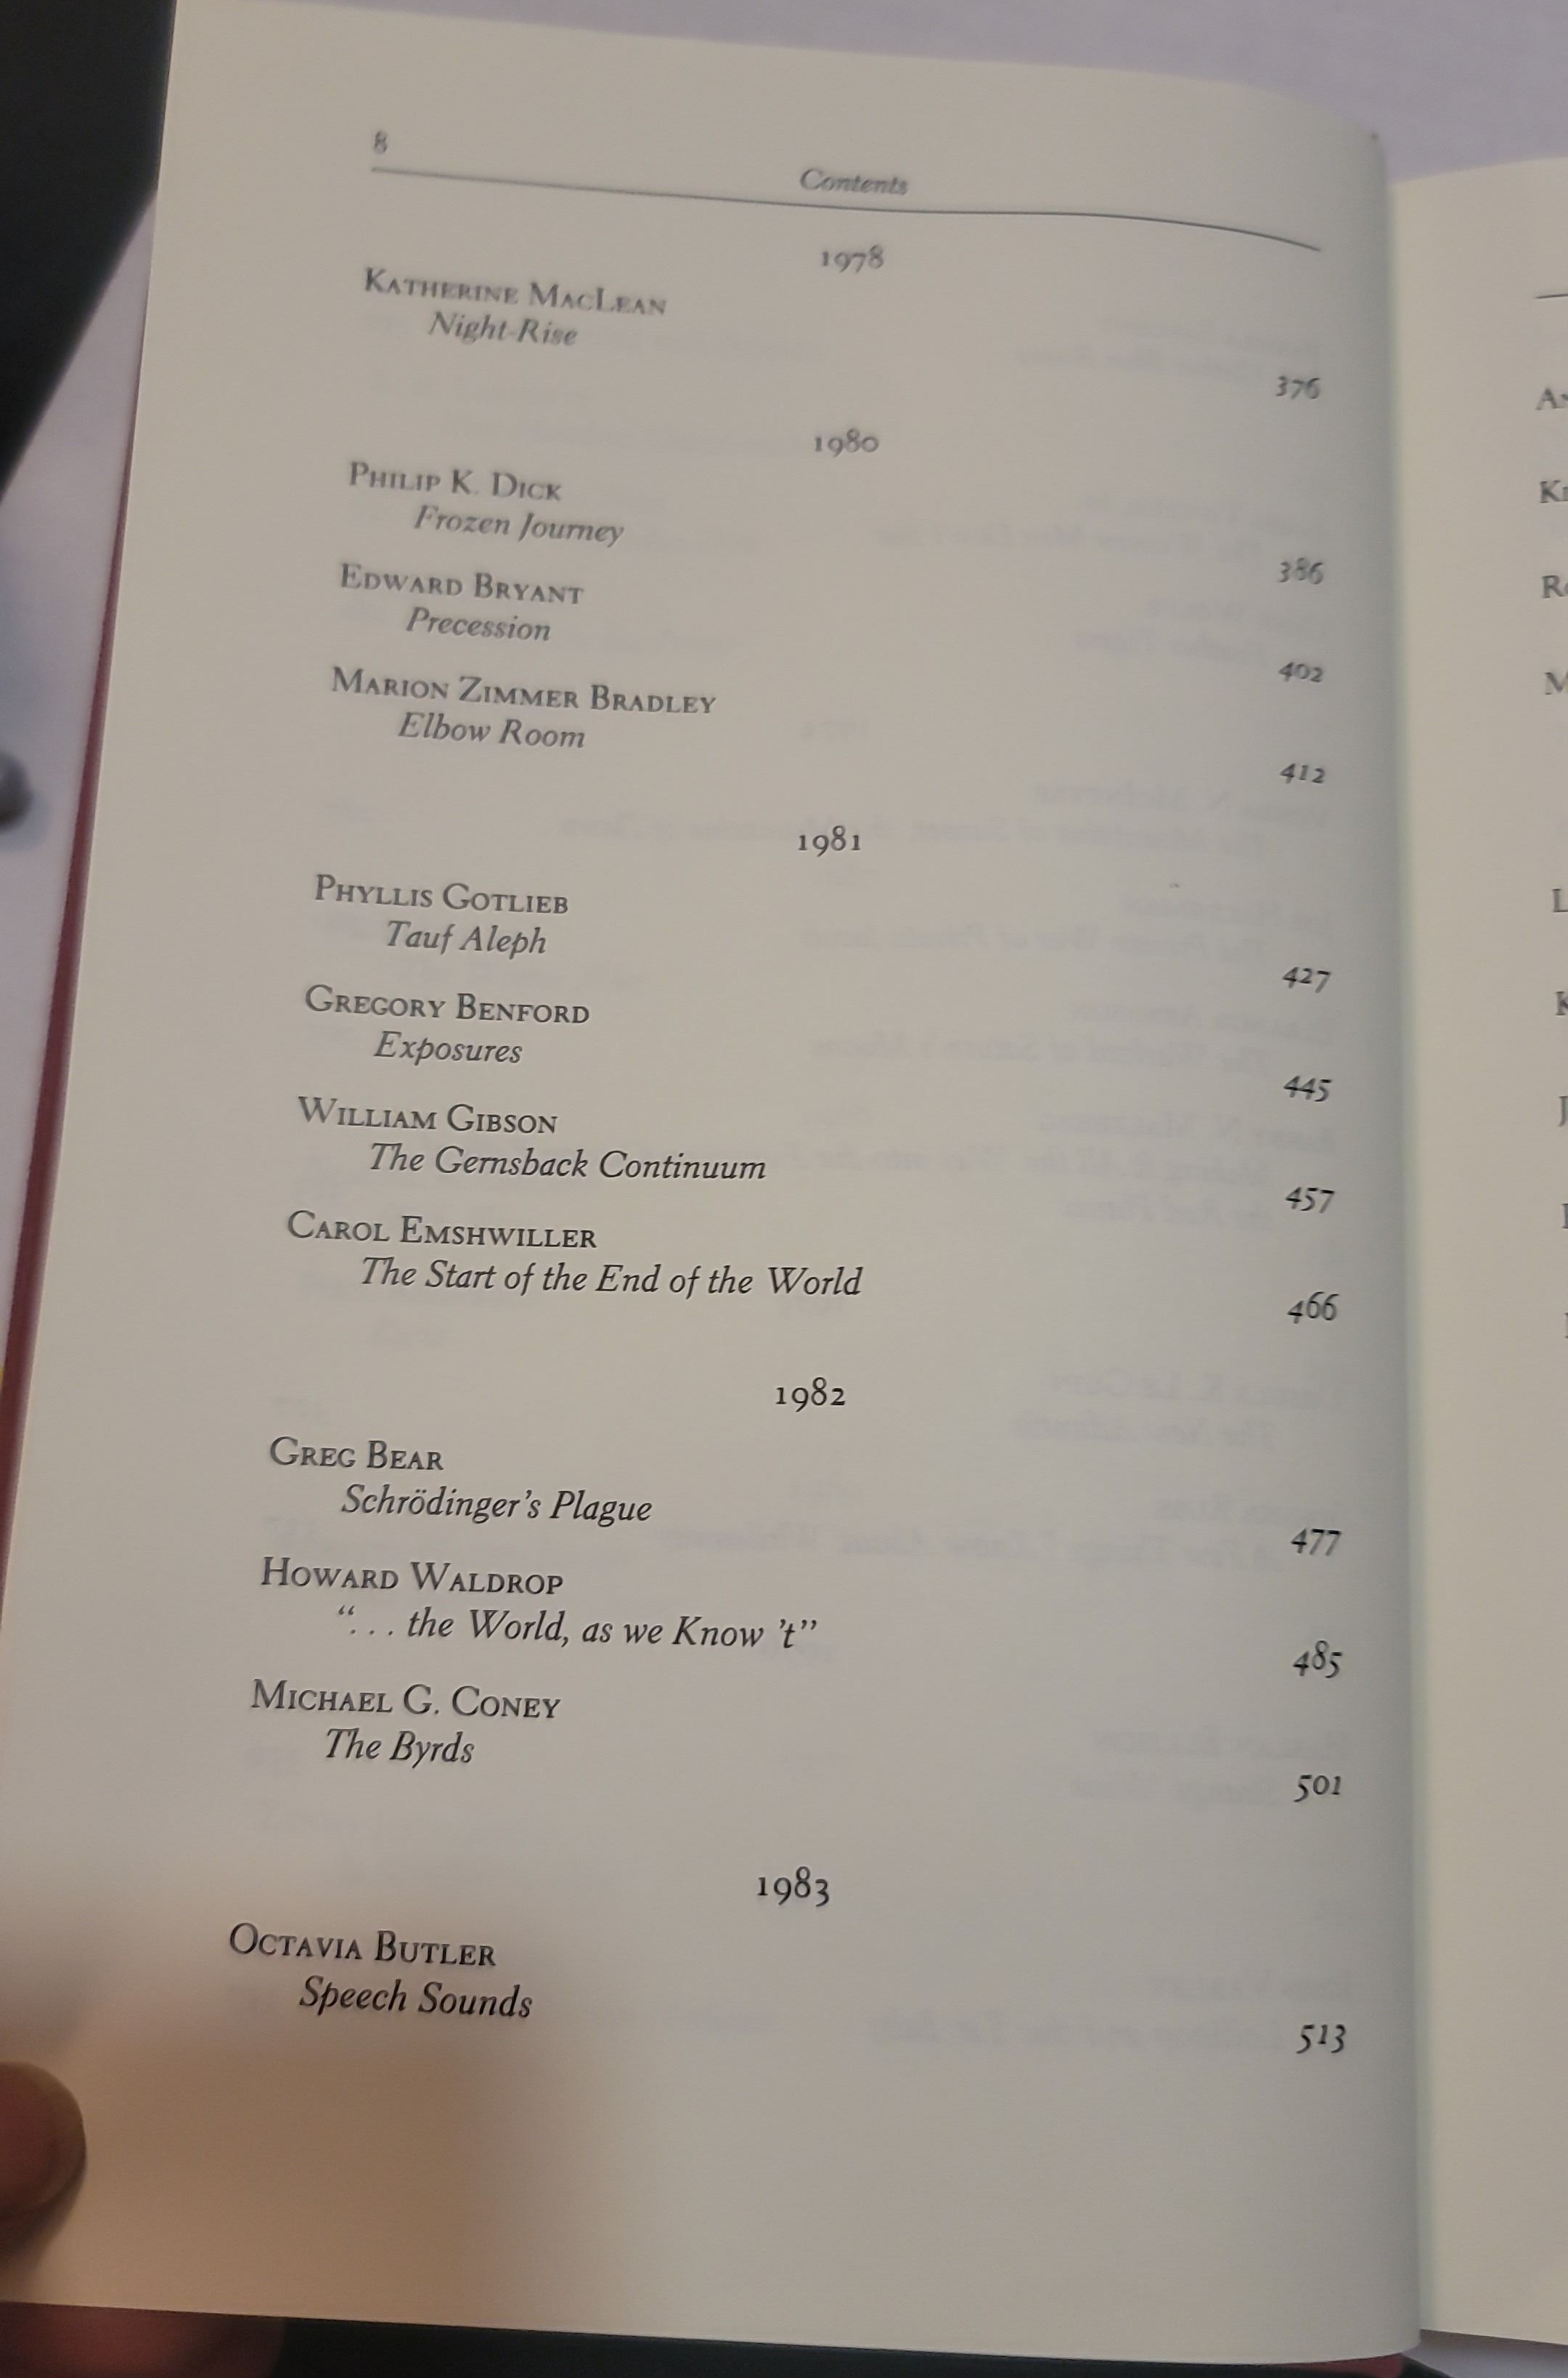 8
Contents
1978
KATHERINE MACLEAN
Night-Rise
376
1980
PHILIP K. DICK
Frozen Journey
386
EDWARD BRYANT
Precession
402
MARION ZIMMER BRADLEY
Elbow Room
412
1981
PHYLLIS GOTLIEB
Tauf Aleph
427
GREGORY BENFORD
Exposures
445
WILLIAM GIBSON
The Gernsback Continuum
457
CAROL EMSHWILLER
The Start of the End of the World
466
1982
GREG BEAR
Schrödinger's Plague
477
HOWARD WALDROP
“. . . the World, as we Know ’t”
485
MICHAEL G. CONEY
The Byrds
501
1983
OCTAVIA BUTLER
Speech Sounds
513